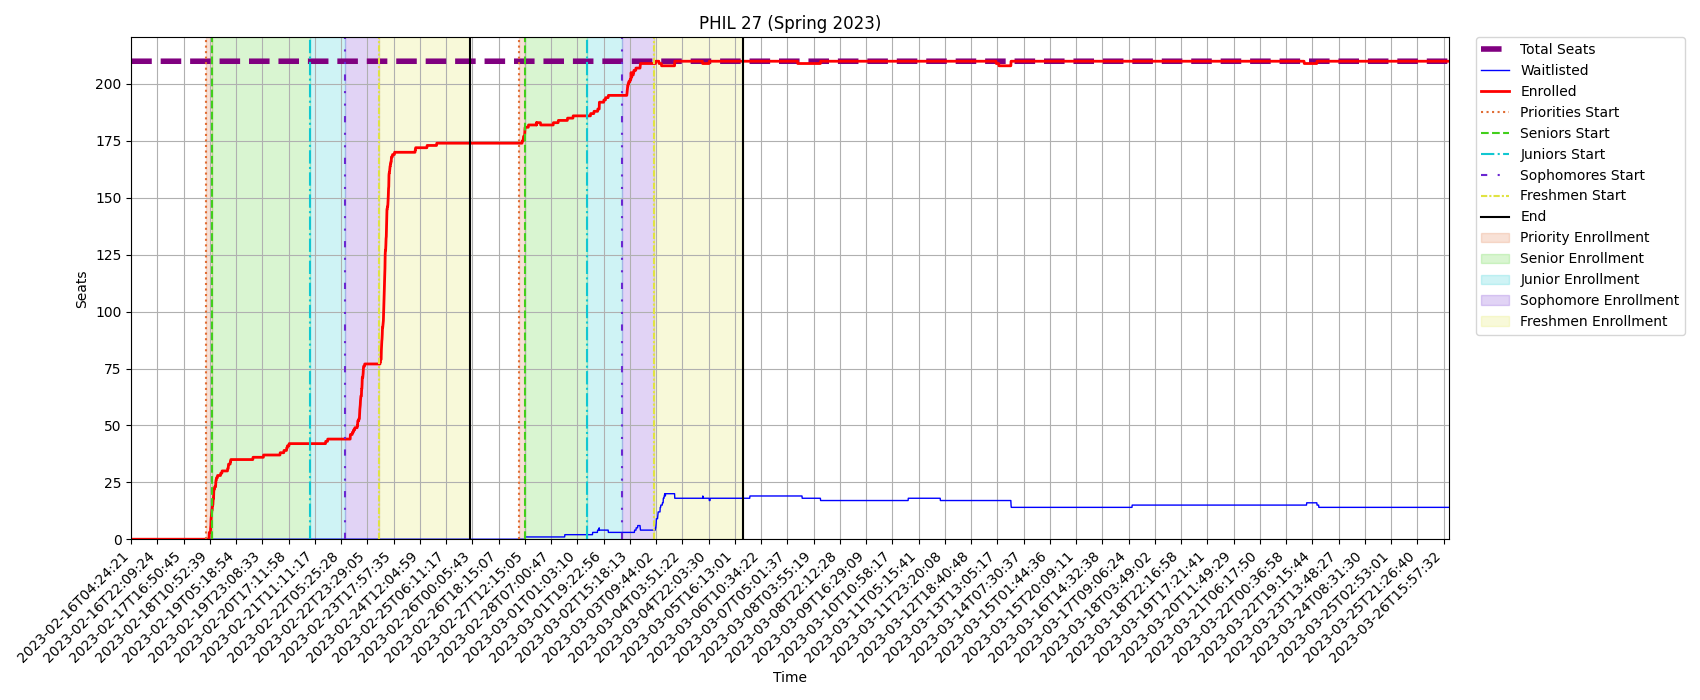 PHIL 27 (Spring 2023)
Total Seats
Waitlisted
Enrolled
Priorities Start
Seniors Start
Juniors Start
Sophomores Start
Freshmen Start
End
Priority Enrollment
Senior Enrollment
Junior Enrollment
Sophomore Enrollment
Freshmen Enrollment
Seats
200
175
150
125
100
75
50
25
0
2023-02-16T04:24:21
2023-02-16T22:09:24
2023-02-17T16:50:45
2023-02-18T10:52:39
2023-02-19T05:18:54
2023-02-19T23:08:33
2023-02-20T17:11:58
2023-02-21T11:11:17
2023-02-22T05:25:28
2023-02-22T23:29:05
2023-02-23T17:57:35
2023-02-24T12:04:59
2023-02-25T06:11:17
2023-02-26T00:05:43
2023-02-26T18:15:07
2023-02-27T12:15:05
2023-02-28T07:00:47
2023-03-01T01:03:10
2023-03-01T19:22:56
2023-03-02T15:18:13
2023-03-03T09:44:02
2023-03-04T03:51:22
2023-03-04T22:03:30
2023-03-05T16:13:01
2023-03-06T10:34:22
2023-03-07T05:01:37
2023-03-08T03:55:19
2023-03-08T22:12:28
2023-03-09T16:29:09
2023-03-10T10:58:17
2023-03-11T05:15:41
2023-03-11T23:20:08
2023-03-12T18:40:48
2023-03-13T13:05:17
2023-03-14T07:30:37
2023-03-15T01:44:36
2023-03-15T20:09:11
2023-03-16T14:32:38
2023-03-17T09:06:24
2023-03-18T03:49:02
2023-03-18T22:16:58
2023-03-19T17:21:41
2023-03-20T11:49:29
2023-03-21T06:17:50
2023-03-22T00:36:58
2023-03-22T19:15:44
2023-03-23T13:48:27
2023-03-24T08:31:30
2023-03-25T02:53:01
2023-03-25T21:26:40
2023-03-26T15:57:32
Time